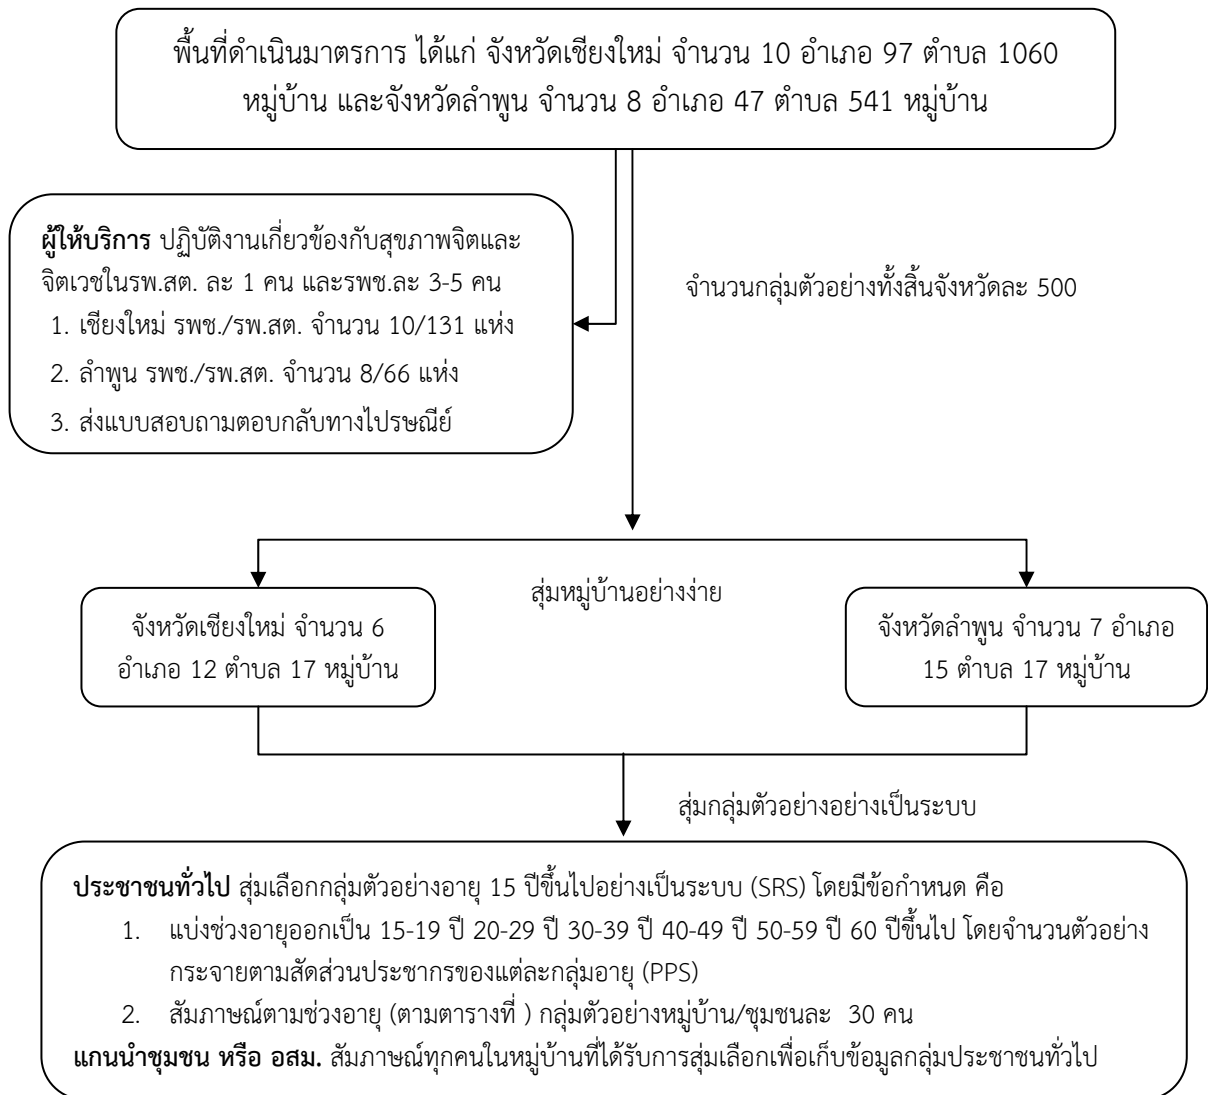 พื้นที่ดำเนินมาตรการ ได้แก่ จังหวัดเชียงใหม่ จำนวน 10 อำเภอ 97 ตำบล 1060
หมู่บ้าน และจังหวัดลำพูน จำนวน 8 อำเภอ 47 ตำบล 541 หมู่บ้าน
ผู้ให้บริการ ปฏิบัติงานเกี่ยวข้องกับสุขภาพจิตและ
จิตเวชในรพ.สต. ละ 1 คน และรพช.ละ 3-5 คน
1. เชียงใหม่ รพช./รพ.สต. จำนวน 10/131 แห่ง
2. ลำพูน รพช./รพ.สต. จำนวน 8/66 แห่ง
3. ส่งแบบสอบถามตอบกลับทางไปรษณีย์
จำนวนกลุ่มตัวอย่างทั้งสิ้นจังหวัดละ 500
สุ่มหมู่บ้านอย่างง่าย
จังหวัดเชียงใหม่ จำนวน 6
อำเภอ 12 ตำบล 17 หมู่บ้าน
จังหวัดลำพูน จำนวน 7 อำเภอ
15 ตำบล 17 หมู่บ้าน
สุ่มกลุ่มตัวอย่างอย่างเป็นระบบ
ประชาชนทั่วไป สุ่มเลือกกลุ่มตัวอย่างอายุ 15 ปีขึ้นไปอย่างเป็นระบบ (SRS) โดยมีข้อกำหนด คือ
1. แบ่งช่วงอายุออกเป็น 15-19 ปี 20-29 ปี 30-39 ปี 40-49 ปี 50-59 ปี 60 ปีขึ้นไป โดยจำนวนตัวอย่าง
กระจายตามสัดส่วนประชากรของแต่ละกลุ่มอายุ (PPS)
2. สัมภาษณ์ตามช่วงอายุ (ตามตารางที่ ) กลุ่มตัวอย่างหมู่บ้าน/ชุมชนละ 30 คน
แกนนำชุมชน หรือ อสม. สัมภาษณ์ทุกคนในหมู่บ้านที่ได้รับการสุ่มเลือกเพื่อเก็บข้อมูลกลุ่มประชาชนทั่วไป